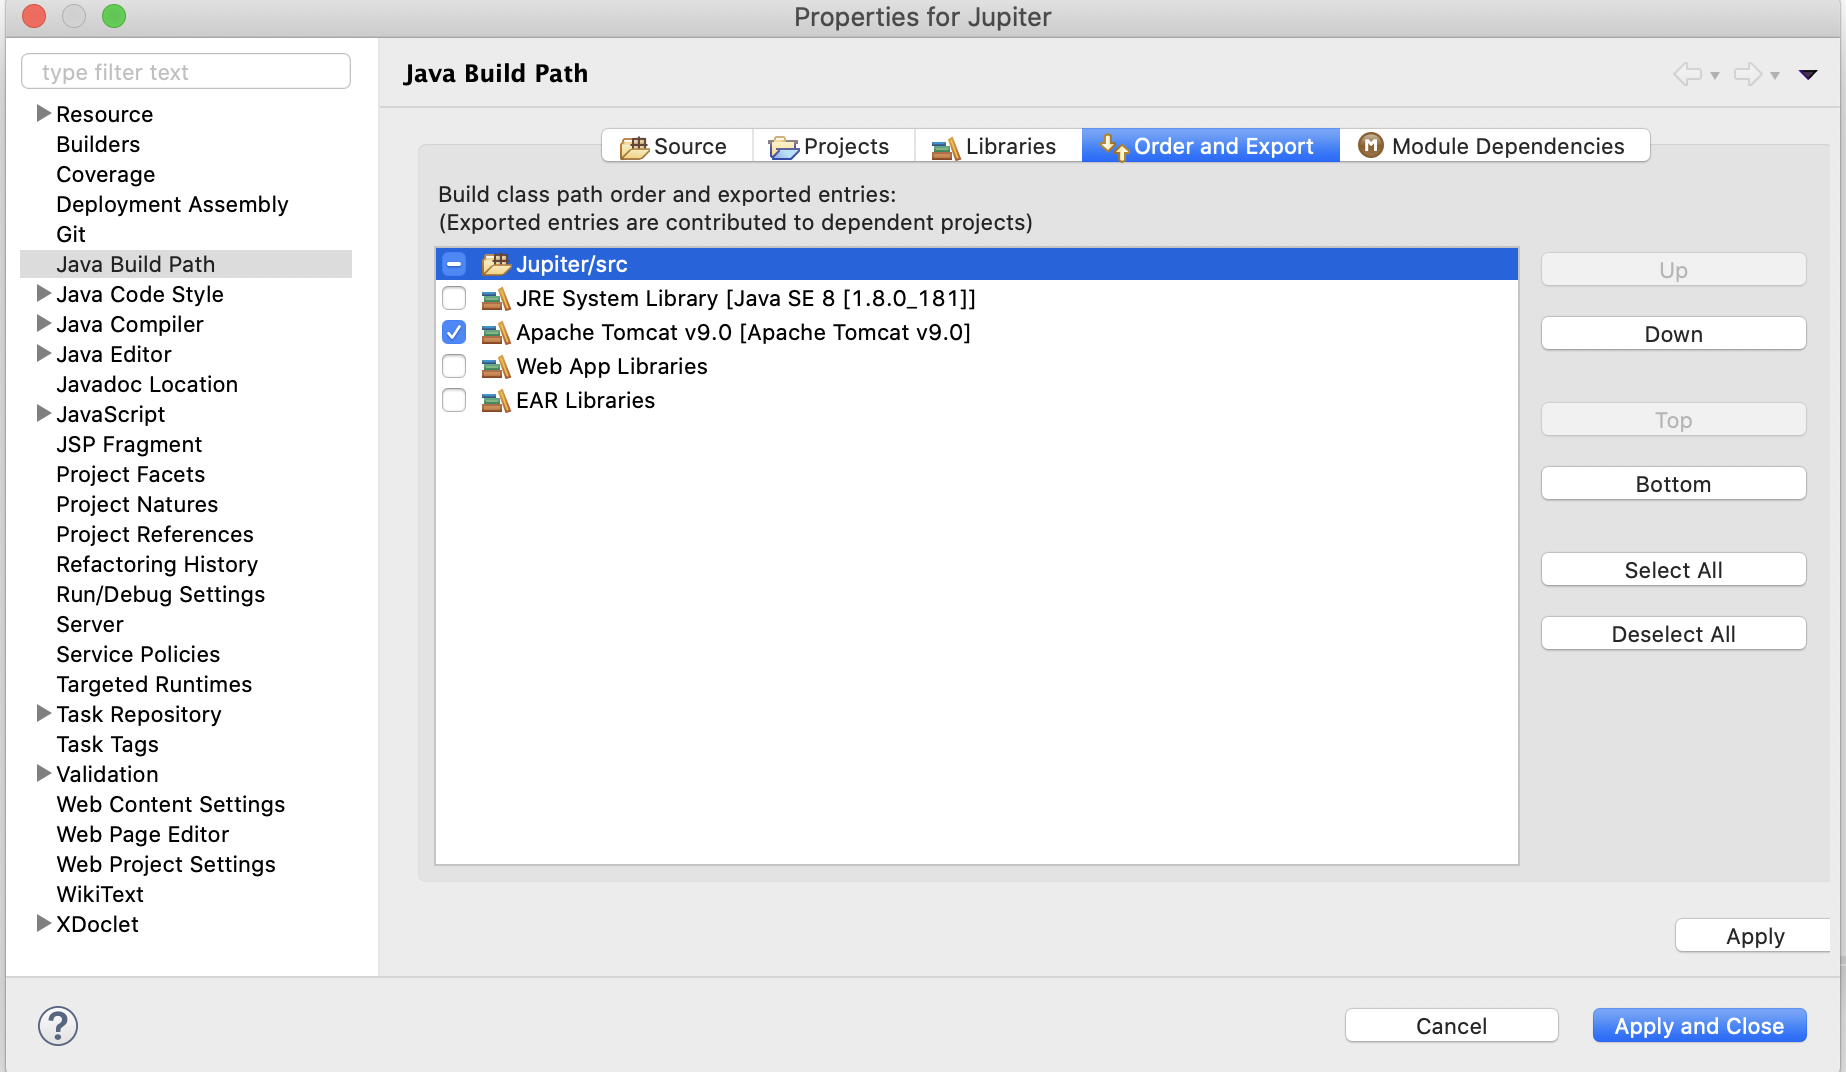 Properties for Jupiter
type filter text
Resource
Builders
Coverage
Deployment Assembly
Git
Java Build Path
Java Code Style
Java Compiler
Java Editor
Javadoc Location
JavaScript
JSP Fragment
Project Facets
Project Natures
Project References
Refactoring History
Run/Debug Settings
Server
Service Policies
Targeted Runtimes
Task Repository
Task Tags
Validation
Web Content Settings
Web Page Editor
Web Project Settings
WikiText
XDoclet
Java Build Path
Source Projects Libraries Order and Export M Module Dependencies
Build class path order and exported entries:
(Exported entries are contributed to dependent projects)
Jupiter/src
JRE System Library [Java SE 8 [1.8.0_181]]
Apache Tomcat v9.0 [Apache Tomcat v9.0]
Web App Libraries
EAR Libraries
Up
Down
Top
Bottom
Select All
Deselect All
Apply
?
Cancel
Apply and Close